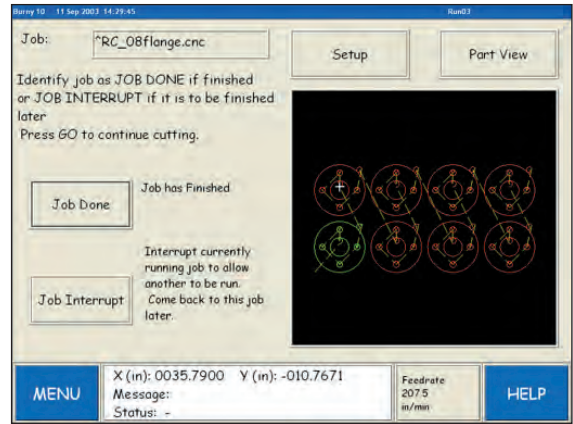 Burny 10 11 Sep 2003 14:29:45 Run03
Job: ^RC_08flange.cnc
Setup
Part View
Identify job as JOB DONE if finished
or JOB INTERRUPT if it is to be finished
later
Press GO to continue cutting.
Job Done
Job has Finished
Job Interrupt
Interrupt currently
running job to allow
another to be run.
Come back to this job
later.
MENU
X (in): 0035.7900 Y (in): -010.7671
Message:
Status: -
Feedrate
207.5
in/min
HELP